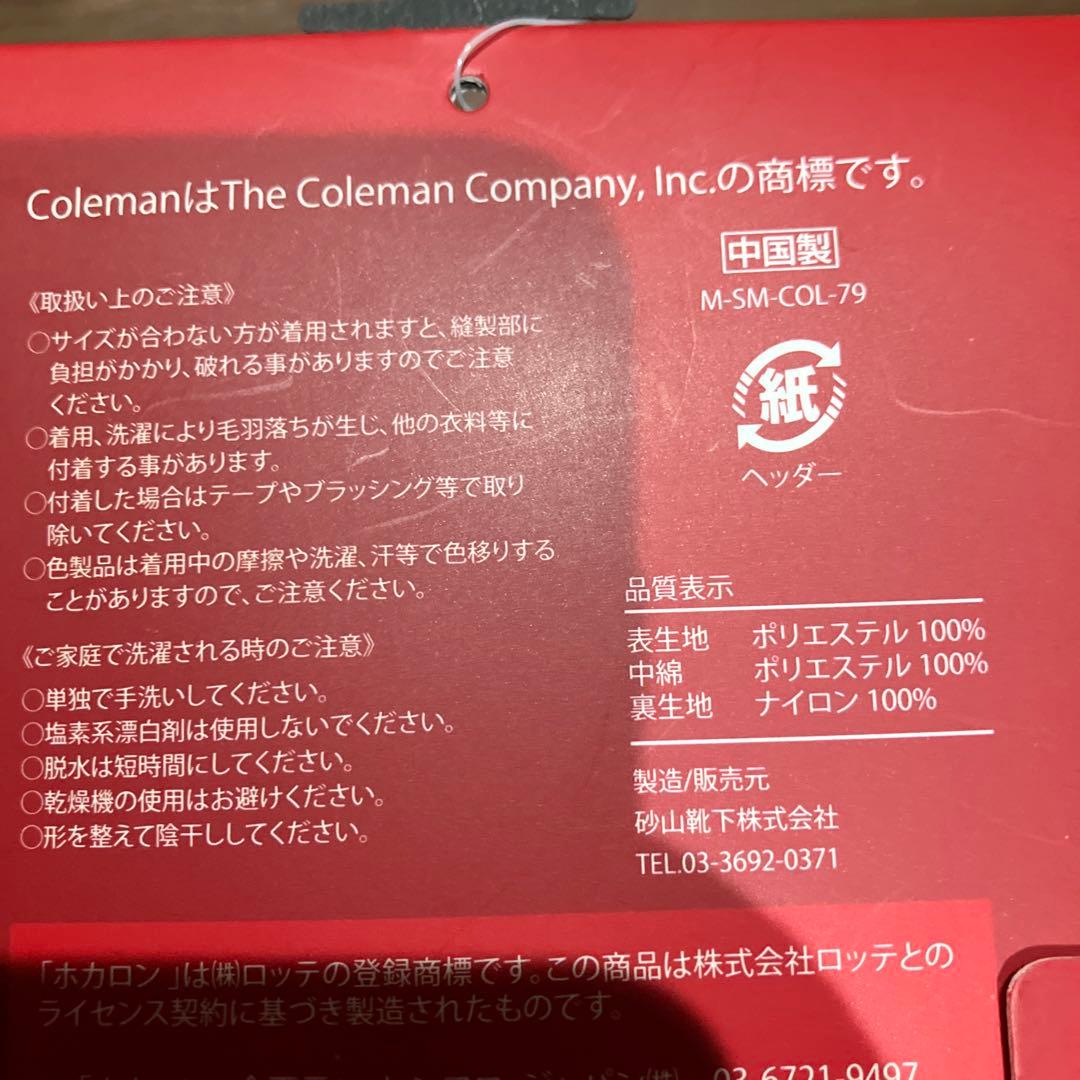 ColemanはThe Coleman Company, Inc.の商標です。
中国製
M-SM-COL-79
紙
ヘッダー
《取扱い上のご注意》
○サイズが合わない方が着用されますと、縫製部に
負担がかかり、破れる事がありますのでご注意
ください。
○着用、洗濯により毛羽落ちが生じ、他の衣料等に
付着する事があります。
○付着した場合はテープやブラッシング等で取り
除いてください。
○色製品は着用中の摩擦や洗濯、汗等で色移りする
ことがありますので、ご注意ください。
《ご家庭で洗濯される時のご注意》
○単独で手洗いしてください。
○塩素系漂白剤は使用しないでください。
○脱水は短時間にしてください。
○乾燥機の使用はお避けください。
○形を整えて陰干ししてください。
品質表示
表生地 ポリエステル 100%
中綿 ポリエステル 100%
裏生地 ナイロン 100%
製造/販売元
砂山靴下株式会社
TEL.03-3692-0371
「ホカロン」は㈱ロッテの登録商標です。この商品は株式会社ロッテとの
ライセンス契約に基づき製造されたものです。
03-6721-9497